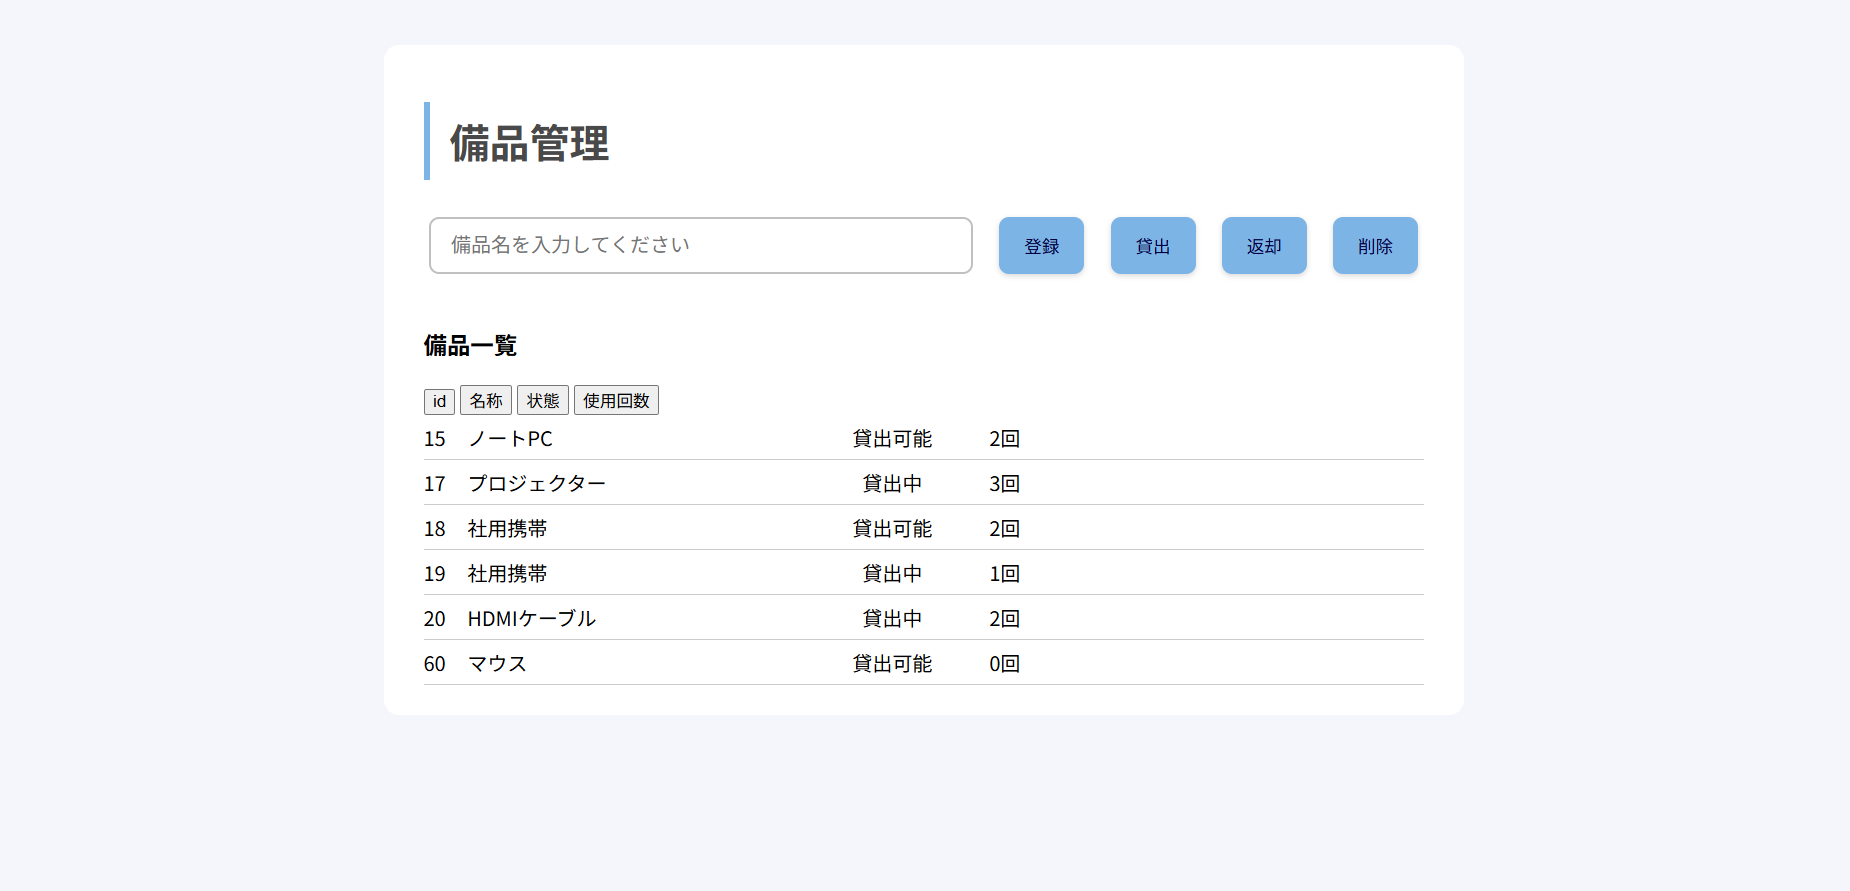 備品管理
備品名を入力してください 登録 貸出 返却 削除
備品一覧
id 名称 状態 使用回数
15 ノートPC 貸出可能 2回
17 プロジェクター 貸出中 3回
18 社用携帯 貸出可能 2回
19 社用携帯 貸出中 1回
20 HDMIケーブル 貸出中 2回
60 マウス 貸出可能 0回